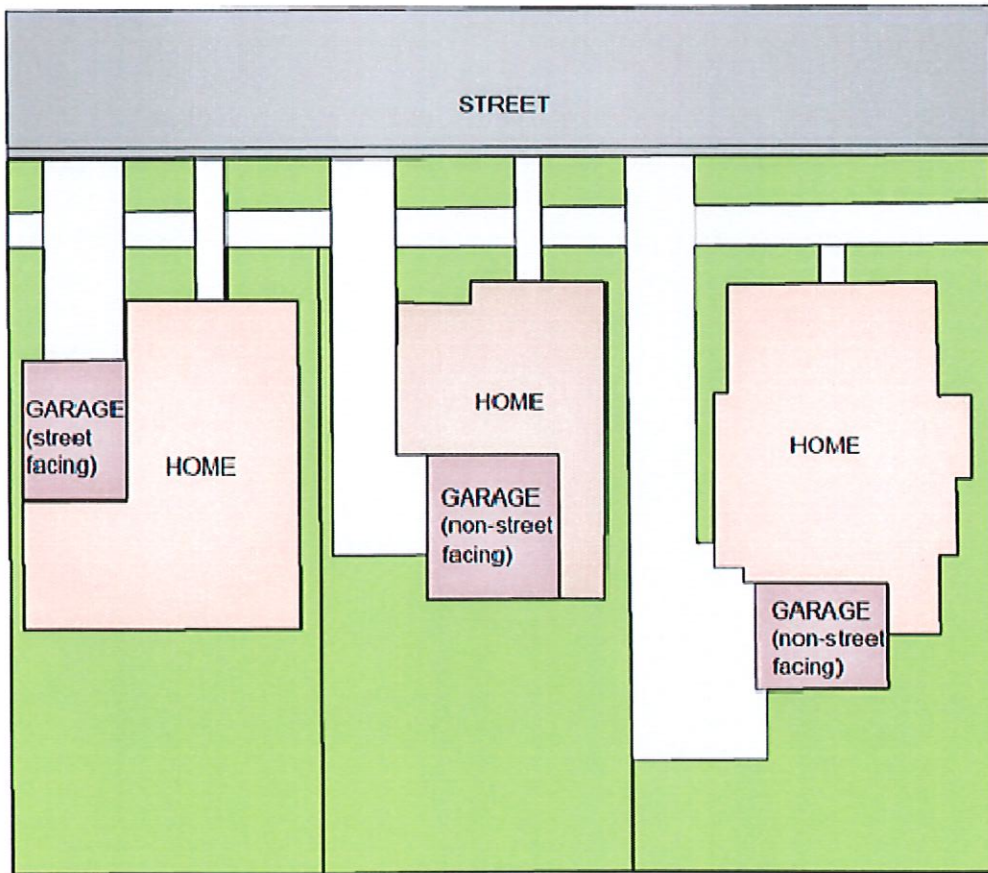 STREET
GARAGE
(street
facing)
HOME
HOME
GARAGE
(non-street
facing)
HOME
GARAGE
(non-street
facing)